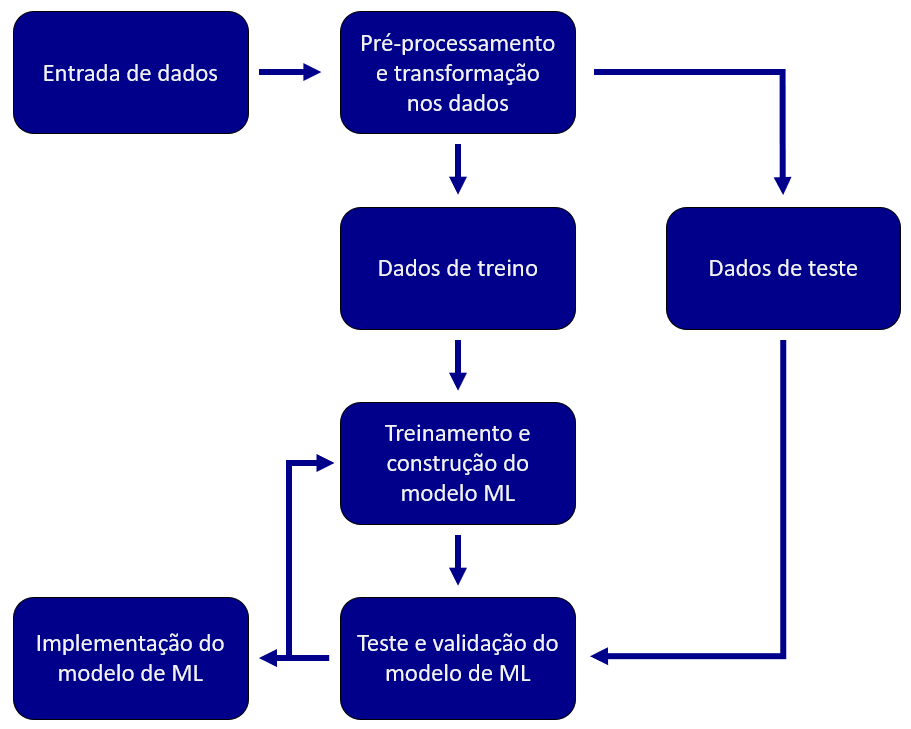 Entrada de dados
Pré-processamento
e transformação
nos dados
Dados de treino
Dados de teste
Treinamento e
construção do
modelo ML
Implementação do
modelo de ML
Teste e validação do
modelo de ML